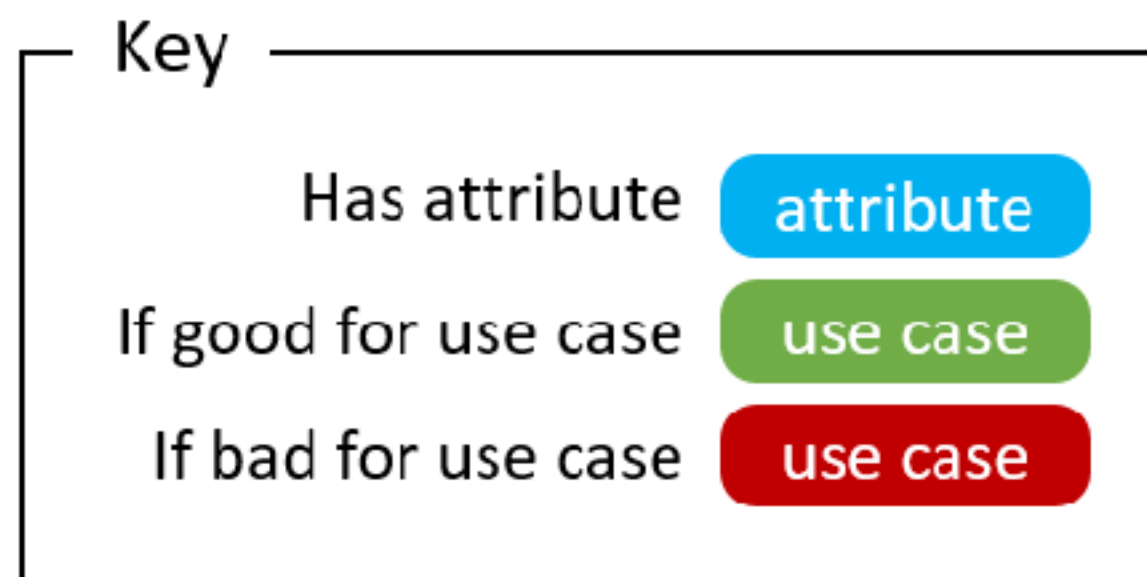 Key
Has attribute attribute
If good for use case use case
If bad for use case use case